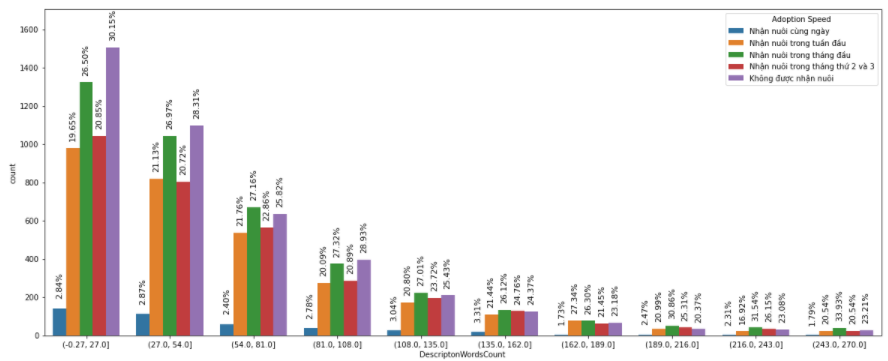 Adoption Speed
Nhận nuôi cùng ngày
Nhận nuôi trong tuần đầu
Nhận nuôi trong tháng đầu
Nhận nuôi trong tháng thứ 2 và 3
Không được nhận nuôi
count
1600
1400
1200
1000
800
600
400
200
0
2.84% 19.65% 26.50% 20.85% 30.15%
2.87% 21.13% 26.97% 20.72% 28.31%
2.40% 21.76% 27.16% 22.86% 25.82%
2.78% 20.09% 27.32% 20.89% 28.93%
3.04% 20.80% 27.01% 23.72% 25.43%
3.31% 21.44% 26.12% 24.76% 24.37%
1.73% 27.34% 26.30% 21.45% 23.18%
2.47% 20.99% 30.86% 25.31% 20.37%
2.31% 16.92% 31.54% 26.15% 23.08%
1.79% 20.54% 33.93% 20.54% 23.21%
(-0.27, 27.0] (27.0, 54.0] (54.0, 81.0] (81.0, 108.0] (108.0, 135.0] (135.0, 162.0] (162.0, 189.0] (189.0, 216.0] (216.0, 243.0] (243.0, 270.0]
DescriptonWordsCount